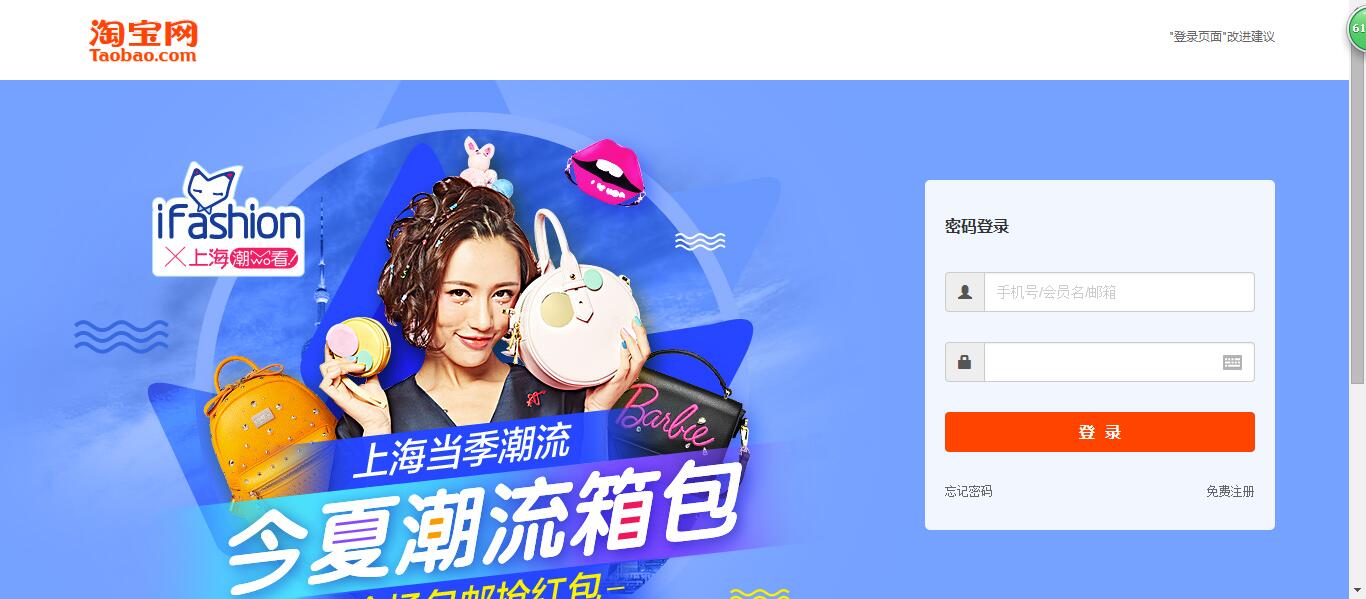 淘宝网
Taobao.com
"登录页面"改进建议
61
iFashion
上海潮wo看!
Barbie
上海当季潮流
今夏潮流箱包
密码登录
手机号/会员名/邮箱
登 录
忘记密码
免费注册